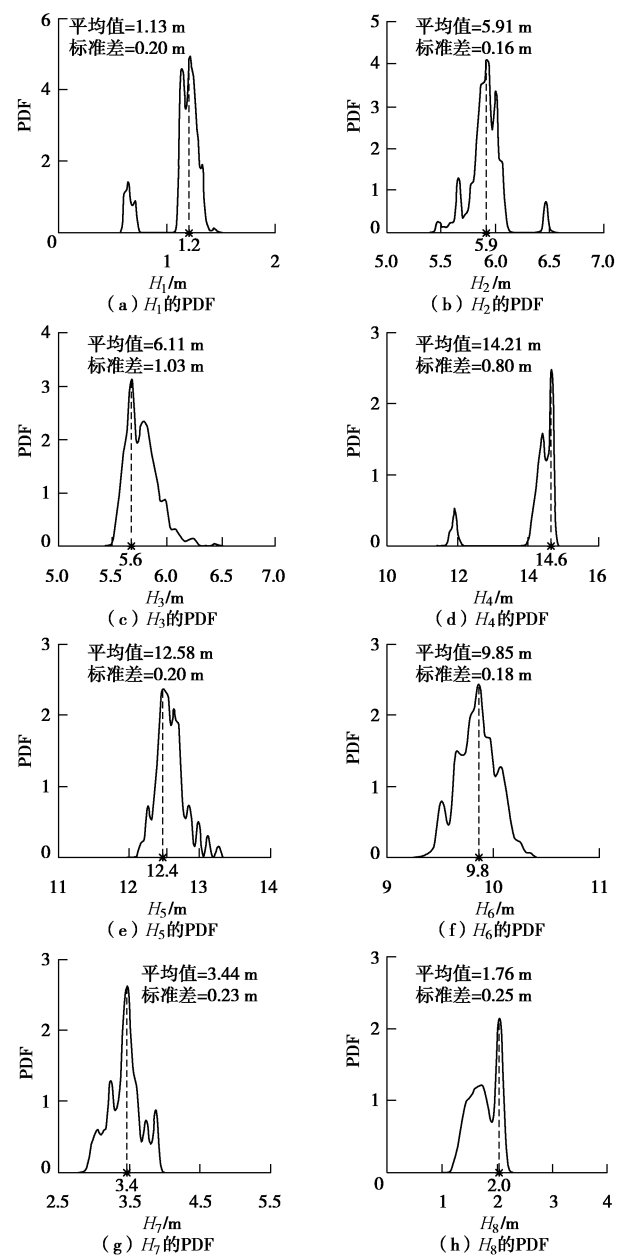 平均值=1.13 m
标准差=0.20 m
PDF
6
4
2
0
1.2
1
2
H1/m
（a）H1的PDF
平均值=5.91 m
标准差=0.16 m
PDF
5
4
3
2
1
0
5.9
5.0
5.5
6.0
6.5
7.0
H2/m
（b）H2的PDF
平均值=6.11 m
标准差=1.03 m
PDF
4
3
2
1
0
5.6
5.0
5.5
6.0
6.5
7.0
H3/m
（c）H3的PDF
平均值=14.21 m
标准差=0.80 m
PDF
3
2
1
0
14.6
10
12
14
16
H4/m
（d）H4的PDF
平均值=12.58 m
标准差=0.20 m
PDF
3
2
1
0
12.4
11
12
13
14
H5/m
（e）H5的PDF
平均值=9.85 m
标准差=0.18 m
PDF
3
2
1
0
9.8
9
10
11
H6/m
（f）H6的PDF
平均值=3.44 m
标准差=0.23 m
PDF
3
2
1
0
3.4
2.5
3.5
4.5
5.5
H7/m
（g）H7的PDF
平均值=1.76 m
标准差=0.25 m
PDF
3
2
1
0
2.0
1
2
3
4
H8/m
（h）H8的PDF